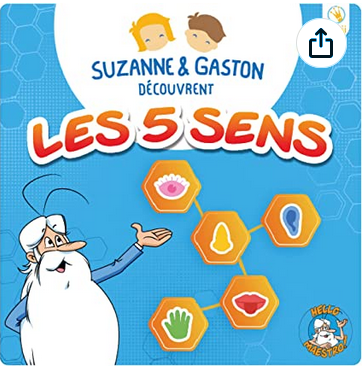 SUZANNE & GASTON
DÉCOUVRENT
LES 5 SENS
HELLO
MAESTRO!